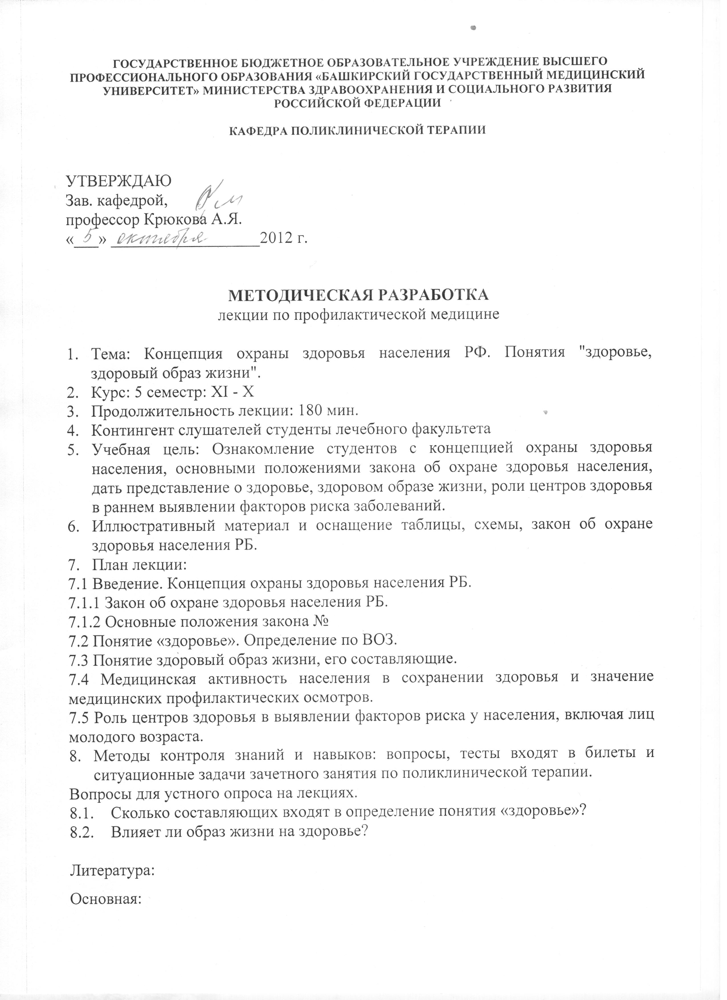 ГОСУДАРСТВЕННОЕ БЮДЖЕТНОЕ ОБРАЗОВАТЕЛЬНОЕ УЧРЕЖДЕНИЕ ВЫСШЕГО
ПРОФЕССИОНАЛЬНОГО ОБРАЗОВАНИЯ «БАШКИРСКИЙ ГОСУДАРСТВЕННЫЙ МЕДИЦИНСКИЙ
УНИВЕРСИТЕТ» МИНИСТЕРСТВА ЗДРАВООХРАНЕНИЯ И СОЦИАЛЬНОГО РАЗВИТИЯ
РОССИЙСКОЙ ФЕДЕРАЦИИ
КАФЕДРА ПОЛИКЛИНИЧЕСКОЙ ТЕРАПИИ
УТВЕРЖДАЮ
Зав. кафедрой,
профессор Крюкова А.Я.
«5» октября 2012 г.
МЕТОДИЧЕСКАЯ РАЗРАБОТКА
лекции по профилактической медицине
1. Тема: Концепция охраны здоровья населения РФ. Понятия "здоровье,
здоровый образ жизни".
2. Курс: 5 семестр: XI - X
3. Продолжительность лекции: 180 мин.
4. Контингент слушателей студенты лечебного факультета
5. Учебная цель: Ознакомление студентов с концепцией охраны здоровья
населения, основными положениями закона об охране здоровья населения,
дать представление о здоровье, здоровом образе жизни, роли центров здоровья
в раннем выявлении факторов риска заболеваний.
6. Иллюстративный материал и оснащение таблицы, схемы, закон об охране
здоровья населения РБ.
7. План лекции:
7.1 Введение. Концепция охраны здоровья населения РБ.
7.1.1 Закон об охране здоровья населения РБ.
7.1.2 Основные положения закона №
7.2 Понятие «здоровье». Определение по ВОЗ.
7.3 Понятие здоровый образ жизни, его составляющие.
7.4 Медицинская активность населения в сохранении здоровья и значение
медицинских профилактических осмотров.
7.5 Роль центров здоровья в выявлении факторов риска у населения, включая лиц
молодого возраста.
8. Методы контроля знаний и навыков: вопросы, тесты входят в билеты и
ситуационные задачи зачетного занятия по поликлинической терапии.
Вопросы для устного опроса на лекциях.
8.1. Сколько составляющих входят в определение понятия «здоровье»?
8.2. Влияет ли образ жизни на здоровье?
Литература:
Основная: